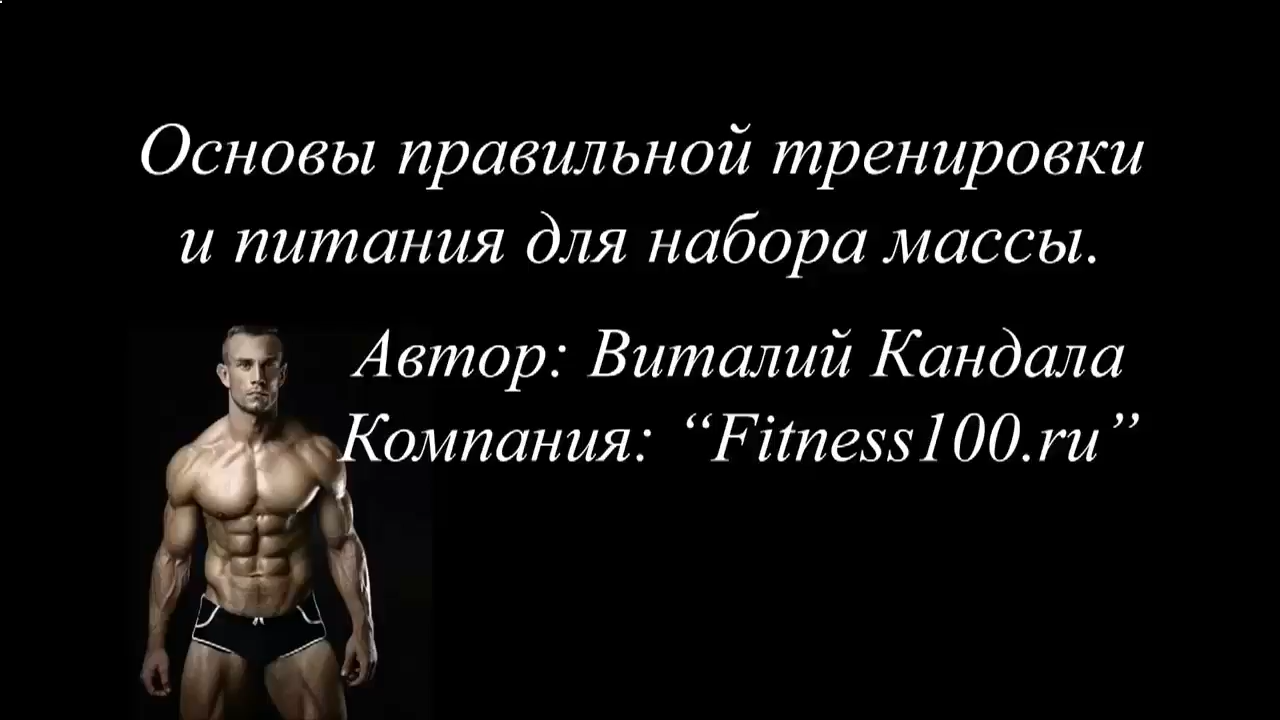 Основы правильной тренировки
и питания для набора массы.
Автор: Виталий Кандала
Компания: “Fitness100.ru”